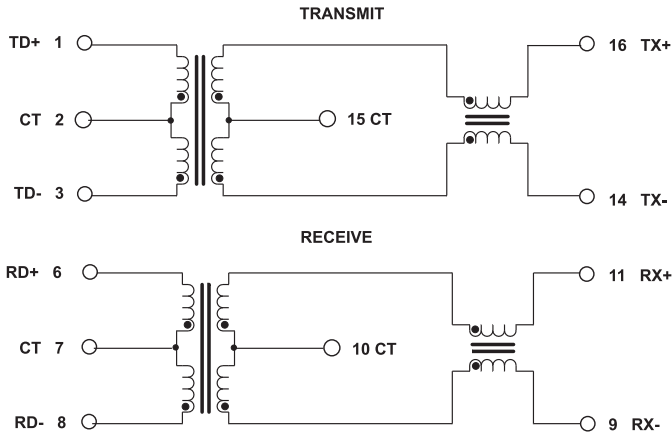 TRANSMIT
TD+ 1
16 TX+
CT 2
15 CT
TD- 3
14 TX-
RECEIVE
RD+ 6
11 RX+
CT 7
10 CT
RD- 8
9 RX-